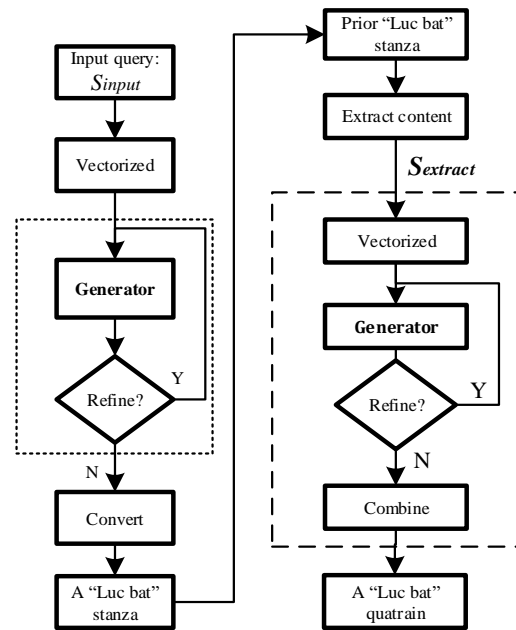 Input query:
Sinput
Vectorized
Generator
Refine?
Y
N
Convert
A “Luc bat”
stanza
Prior “Luc bat”
stanza
Extract content
Sextract
Vectorized
Generator
Refine?
Y
N
Combine
A “Luc bat”
quatrain